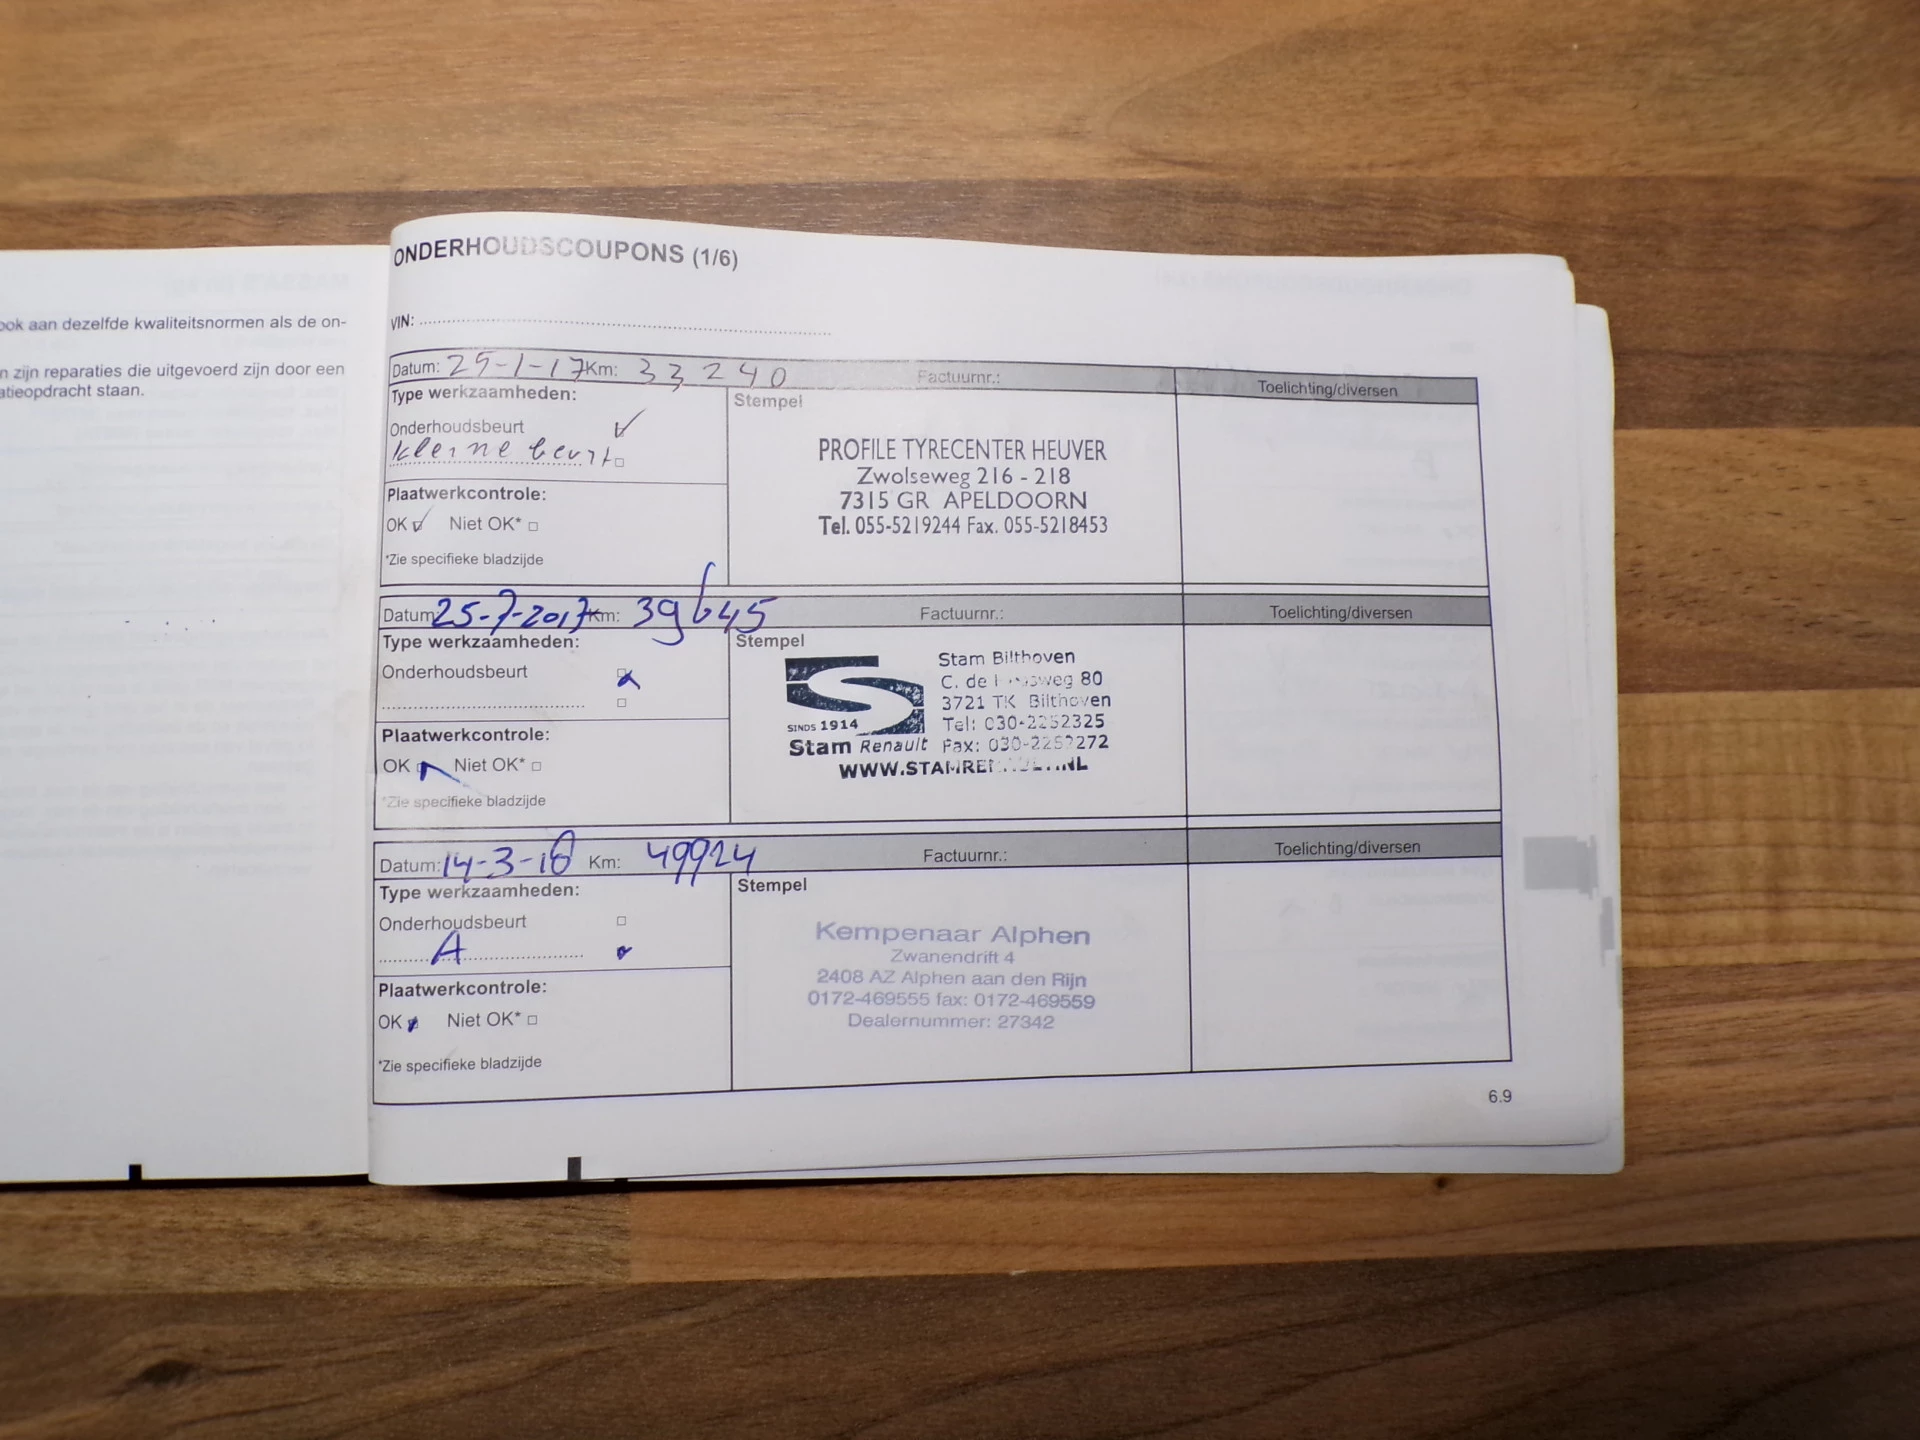 ook aan dezelfde kwaliteitsnormen als de on-
n zijn reparaties die uitgevoerd zijn door een
atieopdracht staan.
ONDERHOUDSCOUPONS (1/6)
VIN:
Datum: 25-1-17 Km: 33240 Factuurnr.: Toelichting/diversen
Type werkzaamheden: Stempel
Onderhoudsbeurt
kleine beurt
Plaatwerkcontrole:
OK Niet OK*
*Zie specifieke bladzijde
PROFILE TYRECENTER HEUVER
Zwolseweg 216 - 218
7315 GR APELDOORN
Tel. 055-5219244 Fax. 055-5218453
Datum: 25-7-2017 Km: 39645 Factuurnr.: Toelichting/diversen
Type werkzaamheden: Stempel
Onderhoudsbeurt
Plaatwerkcontrole:
OK Niet OK*
*Zie specifieke bladzijde
SINDS 1914
Stam Renault
Stam Bilthoven
C. de 80
3721 TK Bilthoven
Tel: 030-2252325
Fax:
Datum: 14-3-18 Km: 49924 Factuurnr.: Toelichting/diversen
Type werkzaamheden: Stempel
Onderhoudsbeurt
A
Plaatwerkcontrole:
OK Niet OK*
*Zie specifieke bladzijde
Kempenaar Alphen
Zwanendrift 4
2408 AZ Alphen aan den Rijn
0172-469555 fax: 0172-469559
Dealernummer: 27342
6.9